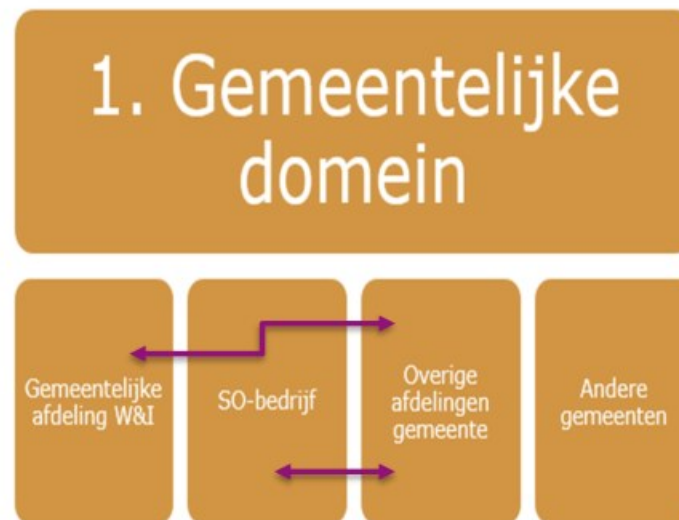 1. Gemeentelijke
domein
Gemeentelijke
afdeling W&I
SO-bedrijf
Overige
afdelingen
gemeente
Andere
gemeenten